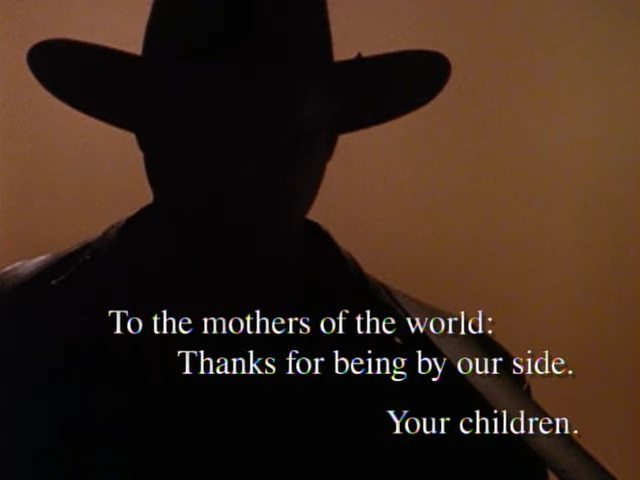 To the mothers of the world:
Thanks for being by our side.
Your children.